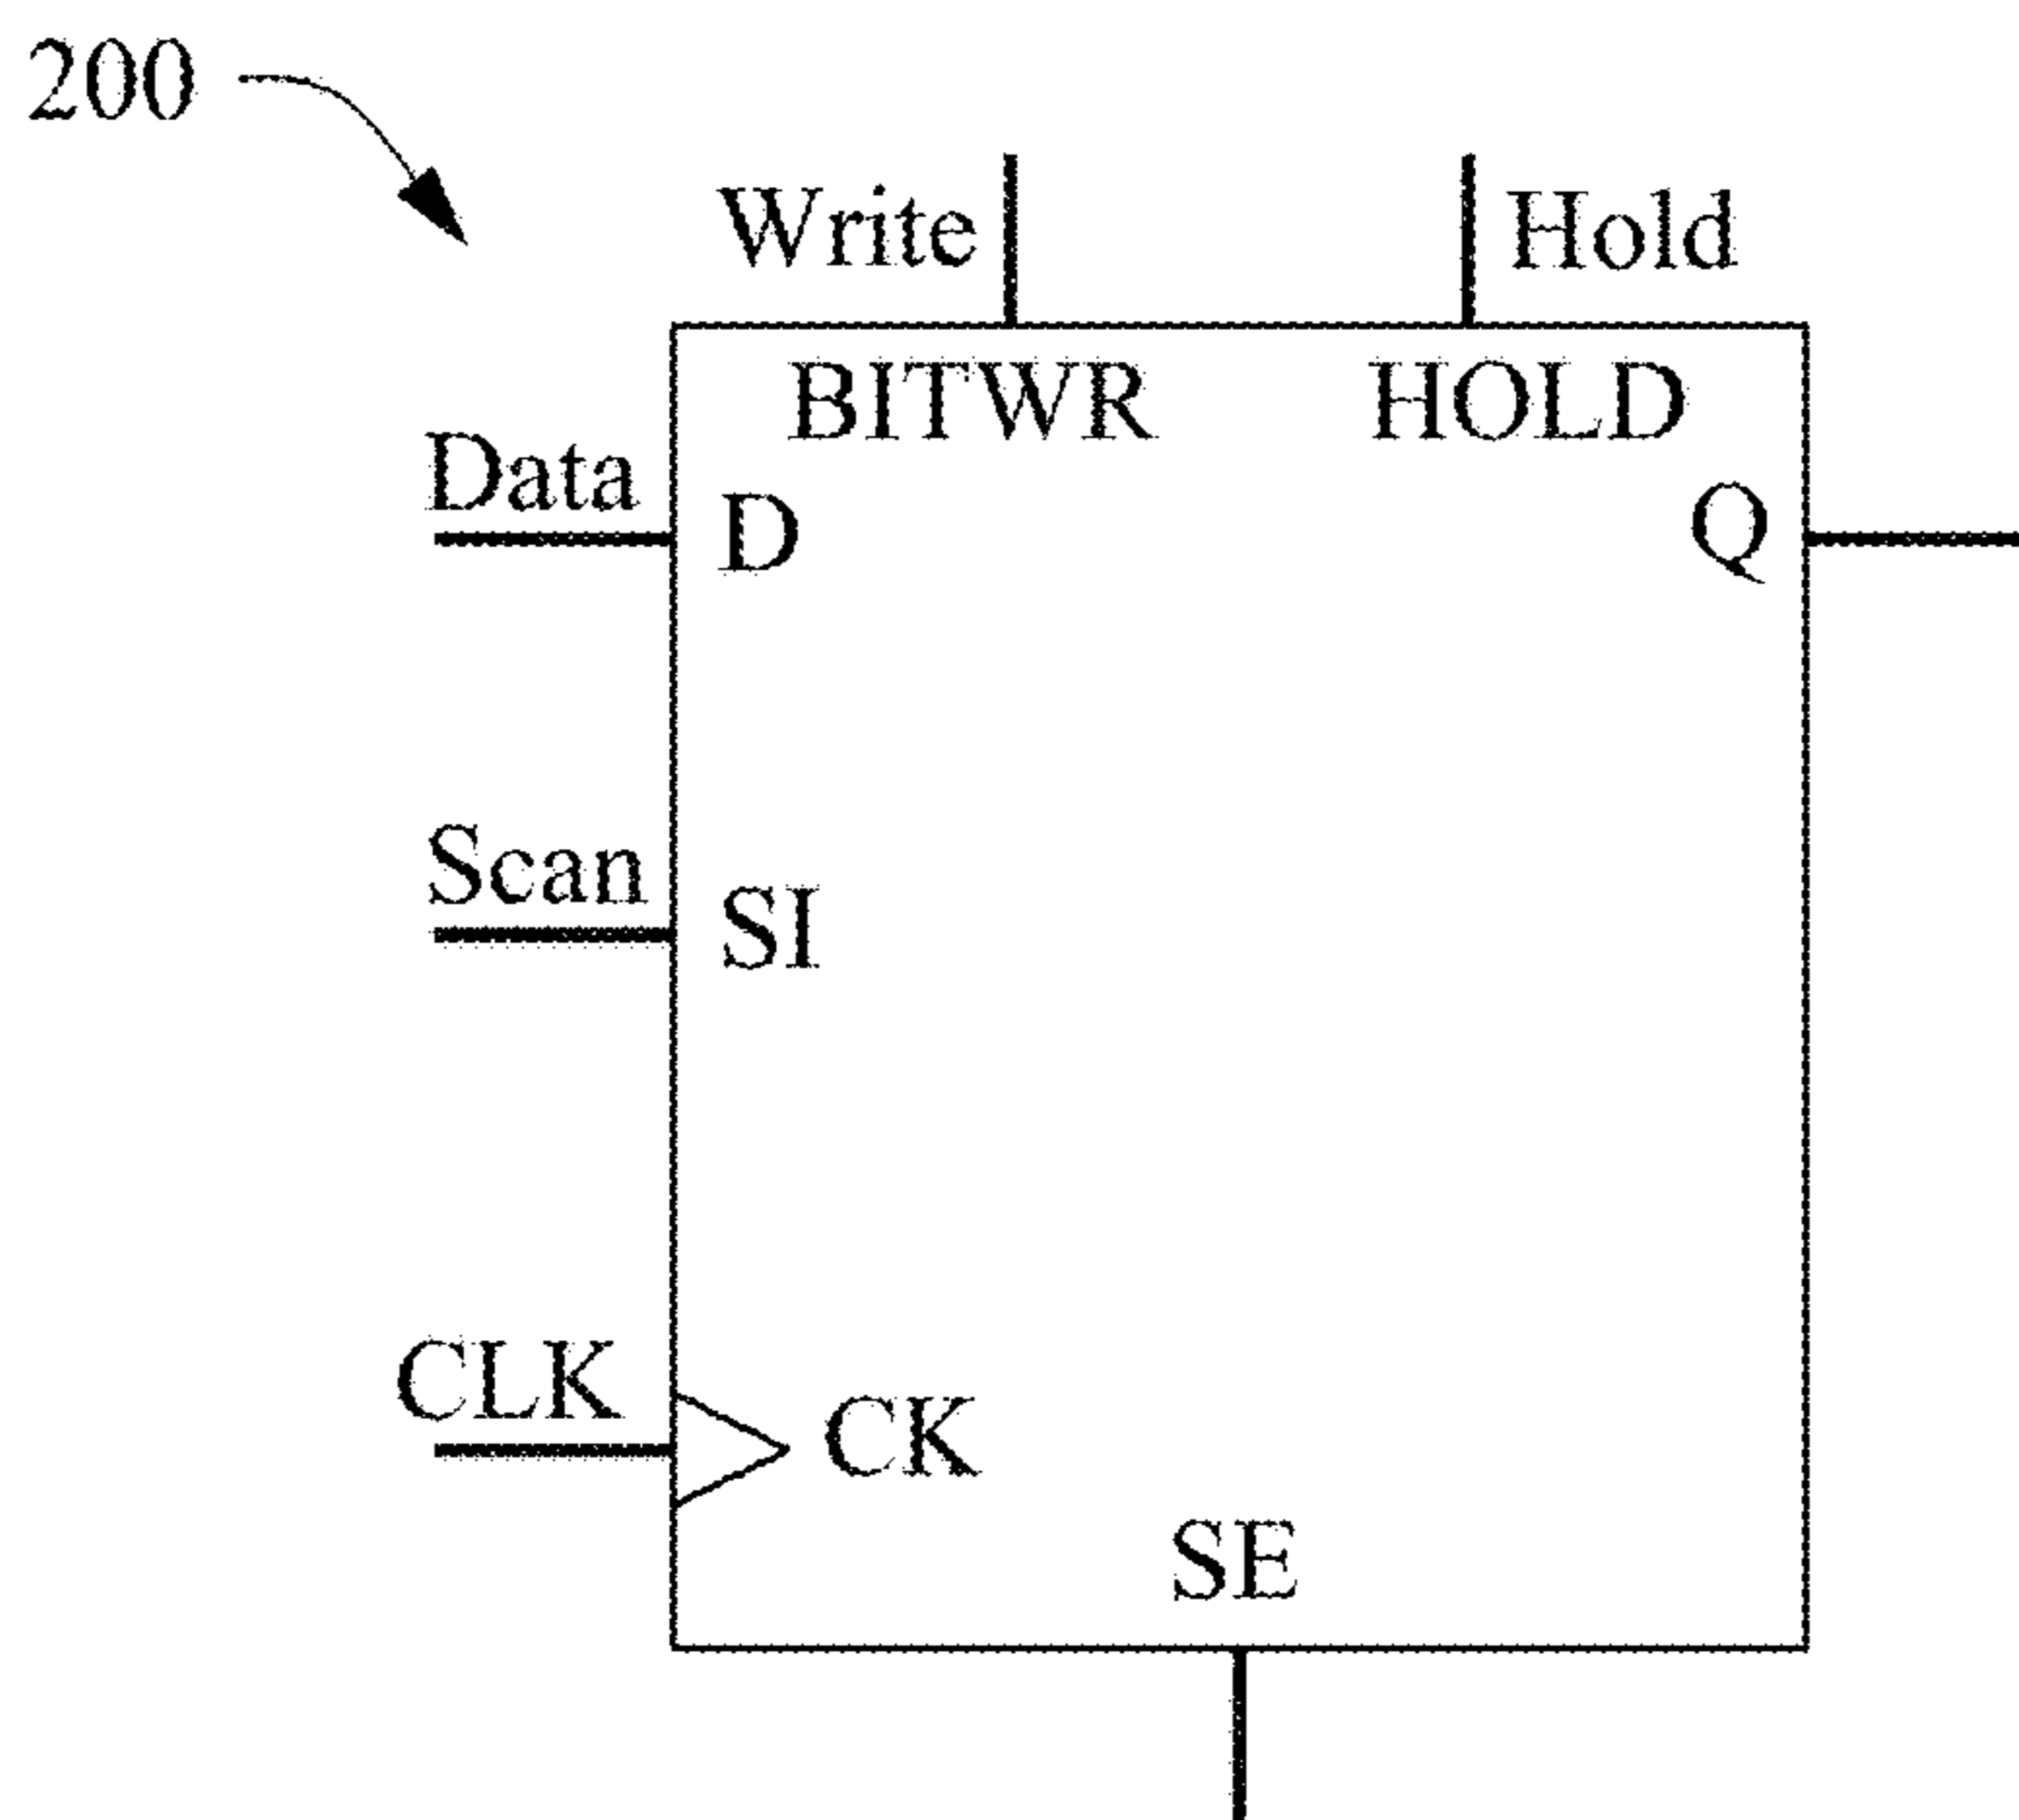 200
Write Hold
BITWR HOLD
Data
D Q
Scan
SI
CLK
CK
SE